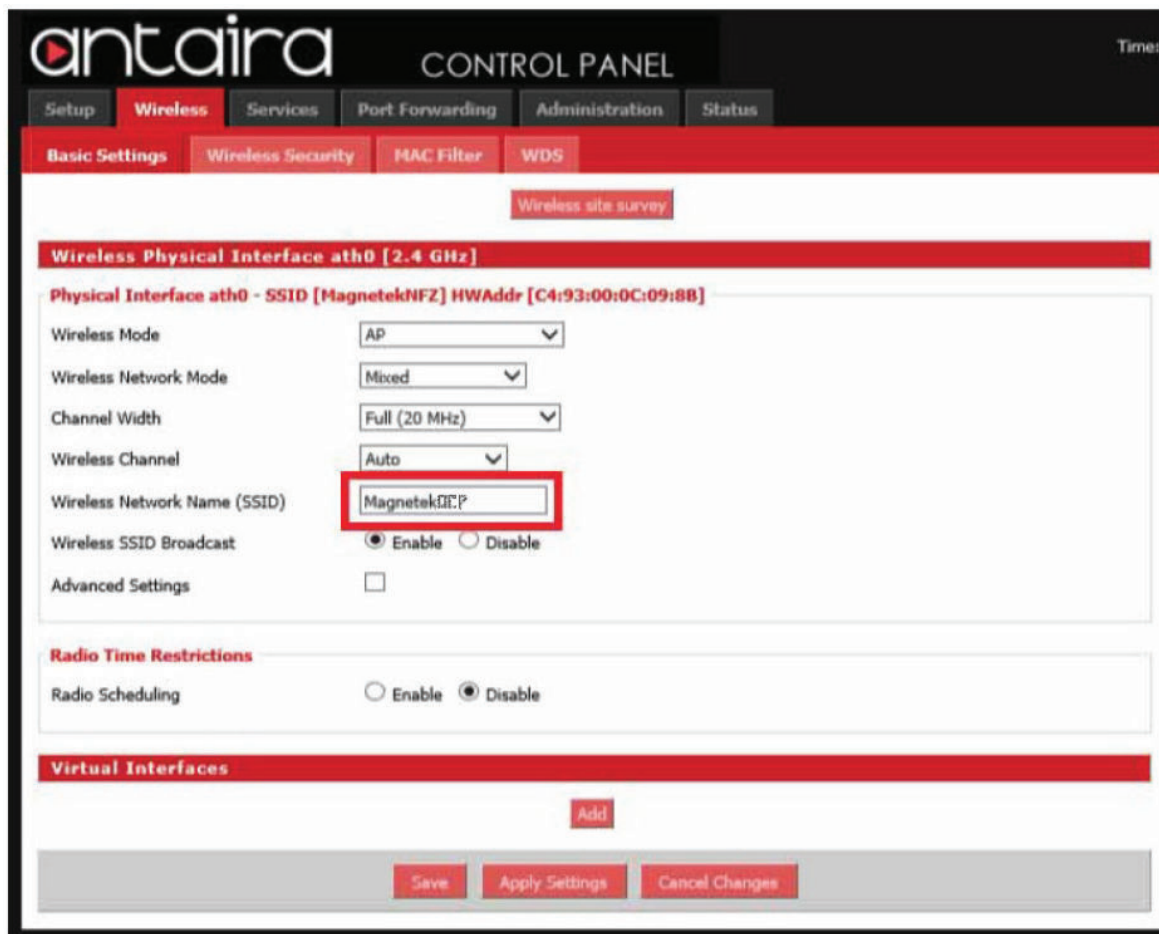 antaira
CONTROL PANEL
Time:
Setup Wireless Services Port Forwarding Administration Status
Basic Settings Wireless Security MAC Filter WDS
Wireless site survey
Wireless Physical Interface ath0 [2.4 GHz]
Physical Interface ath0 - SSID [MagnetekNFZ] HWAddr [C4:93:00:0C:09:8B]
Wireless Mode AP
Wireless Network Mode Mixed
Channel Width Full (20 MHz)
Wireless Channel Auto
Wireless Network Name (SSID)
Wireless SSID Broadcast Enable Disable
Advanced Settings
Radio Time Restrictions
Radio Scheduling Enable Disable
Virtual Interfaces
Add
Save Apply Settings Cancel Changes